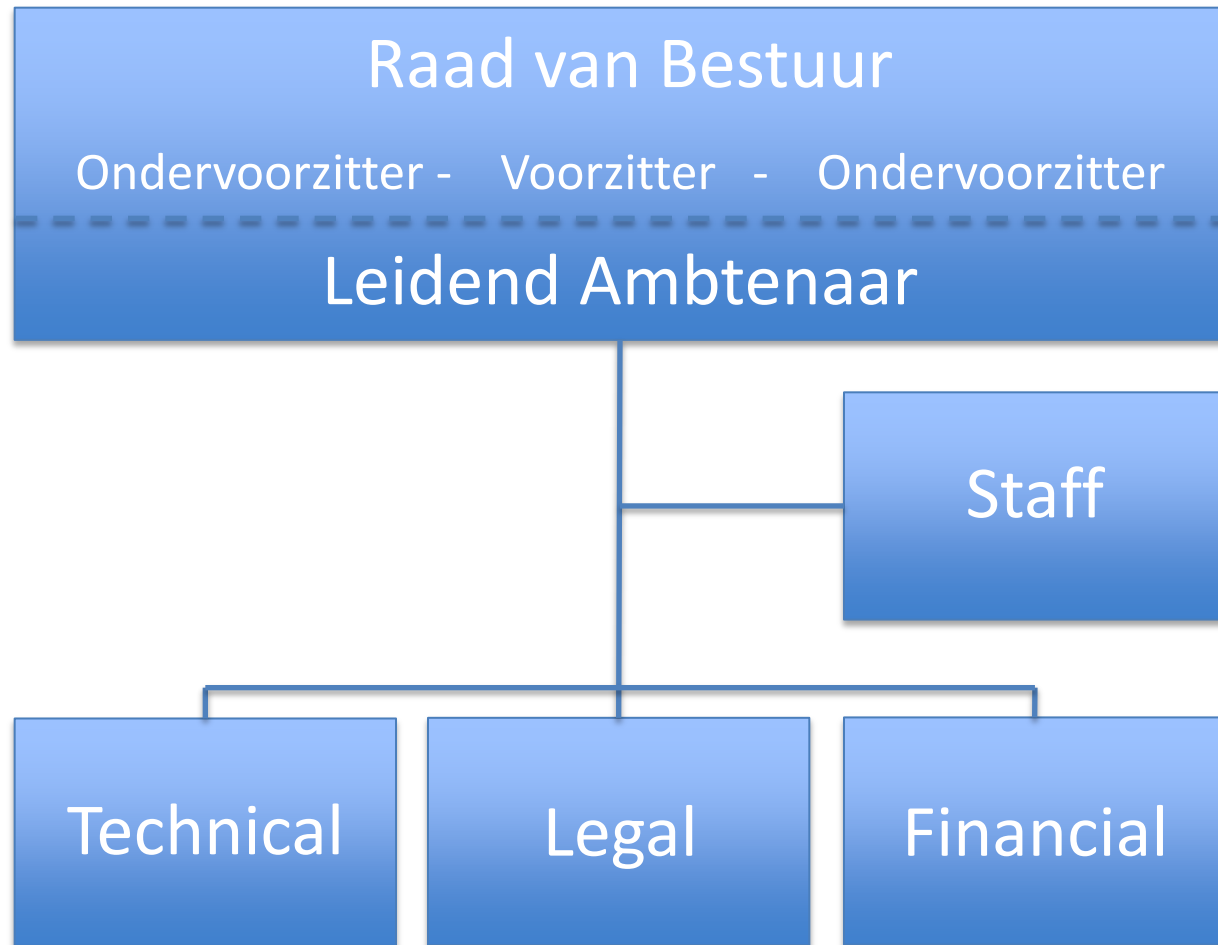 Raad van Bestuur
Ondervoorzitter - Voorzitter - Ondervoorzitter
Leidend Ambtenaar
Staff
Technical
Legal
Financial